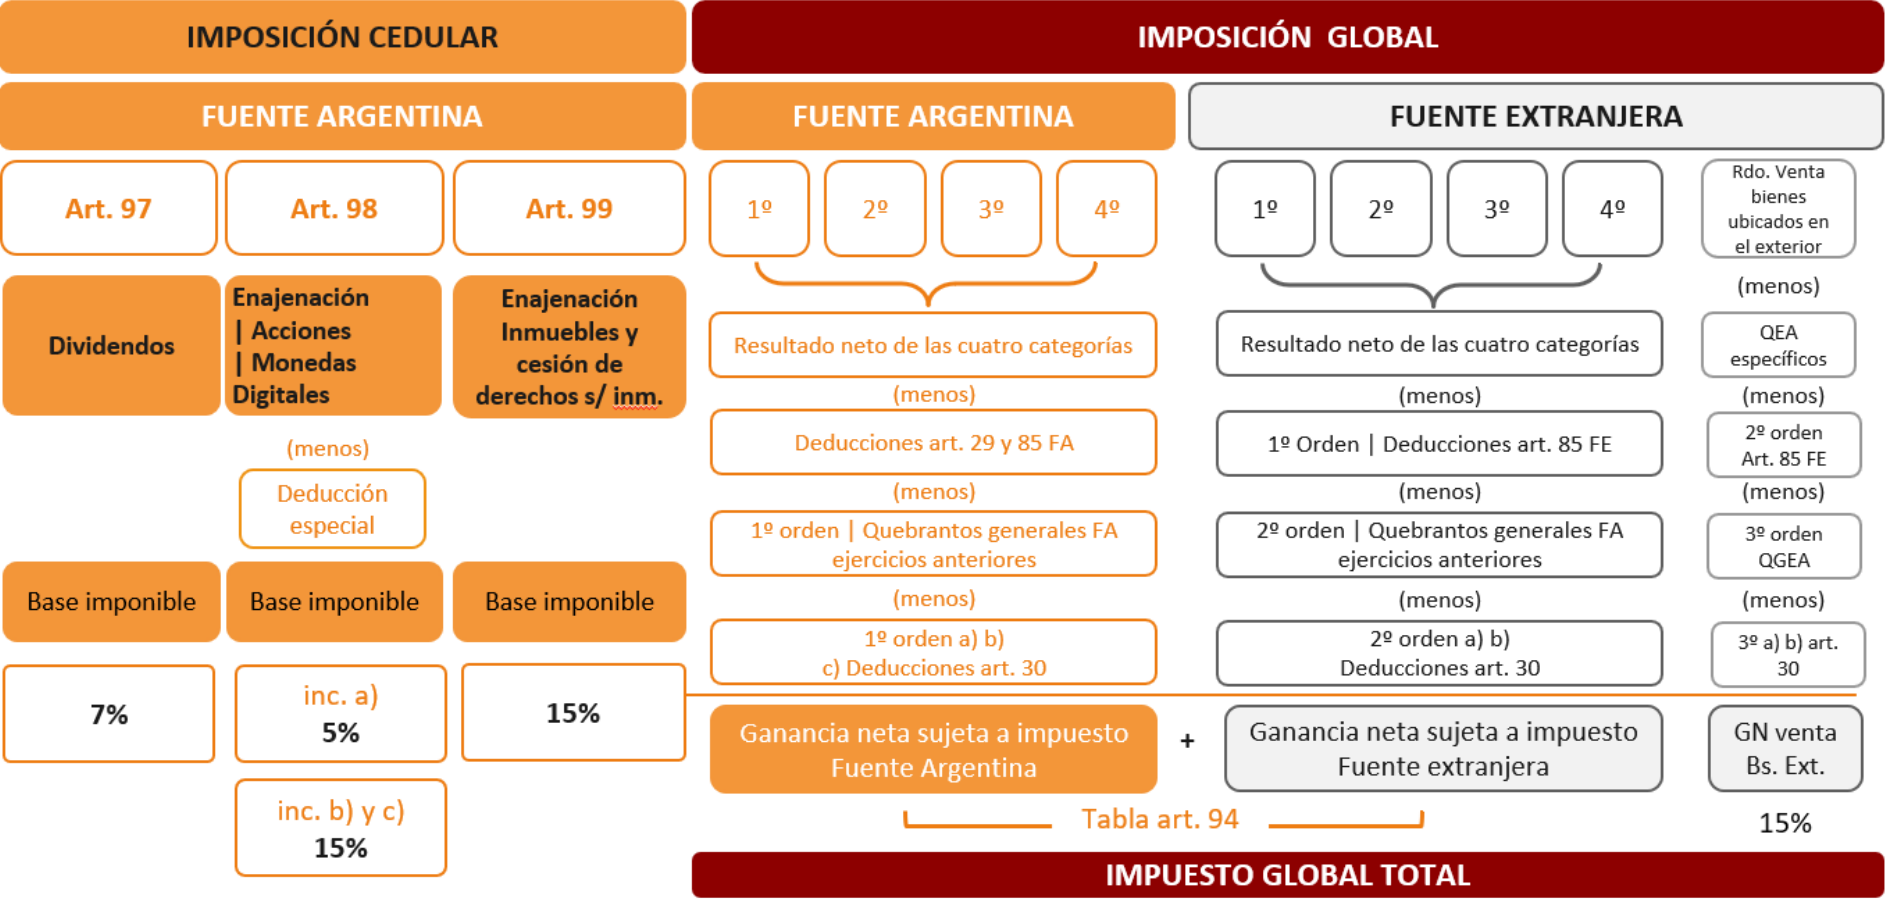 IMPOSICIÓN CEDULAR
IMPOSICIÓN GLOBAL
FUENTE ARGENTINA
FUENTE ARGENTINA
FUENTE EXTRANJERA
Art. 97
Art. 98
Art. 99
1º
2º
3º
4º
1º
2º
3º
4º
Rdo. Venta
bienes
ubicados en
el exterior
Dividendos
Enajenación
| Acciones
| Monedas
Digitales
Enajenación
Inmuebles y
cesión de
derechos s/ inm.
(menos)
Deducción
especial
Base imponible
Base imponible
Base imponible
7%
inc. a)
5%
15%
inc. b) y c)
15%
Resultado neto de las cuatro categorías
(menos)
Deducciones art. 29 y 85 FA
(menos)
1º orden | Quebrantos generales FA
ejercicios anteriores
(menos)
1º orden a) b)
c) Deducciones art. 30
Ganancia neta sujeta a impuesto
Fuente Argentina
+
Resultado neto de las cuatro categorías
(menos)
1º Orden | Deducciones art. 85 FE
(menos)
2º orden | Quebrantos generales FA
ejercicios anteriores
(menos)
2º orden a) b)
Deducciones art. 30
Ganancia neta sujeta a impuesto
Fuente extranjera
(menos)
QEA
específicos
(menos)
2º orden
Art. 85 FE
(menos)
3º orden
QGEA
(menos)
3º a) b) art.
30
GN venta
Bs. Ext.
15%
Tabla art. 94
IMPUESTO GLOBAL TOTAL